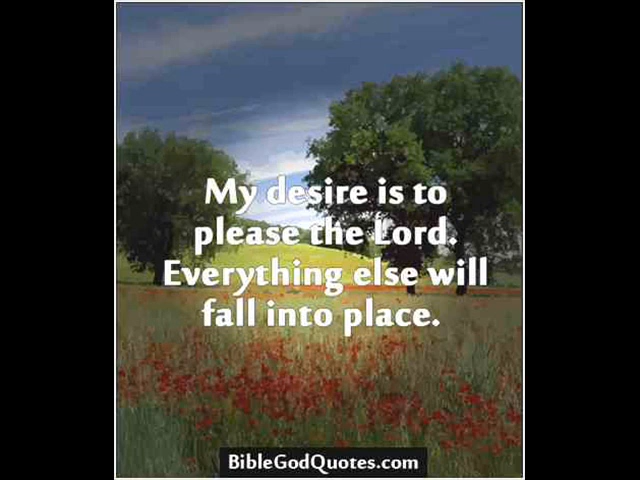 My desire is to
please the Lord.
Everything else will
fall into place.
BibleGodQuotes.com